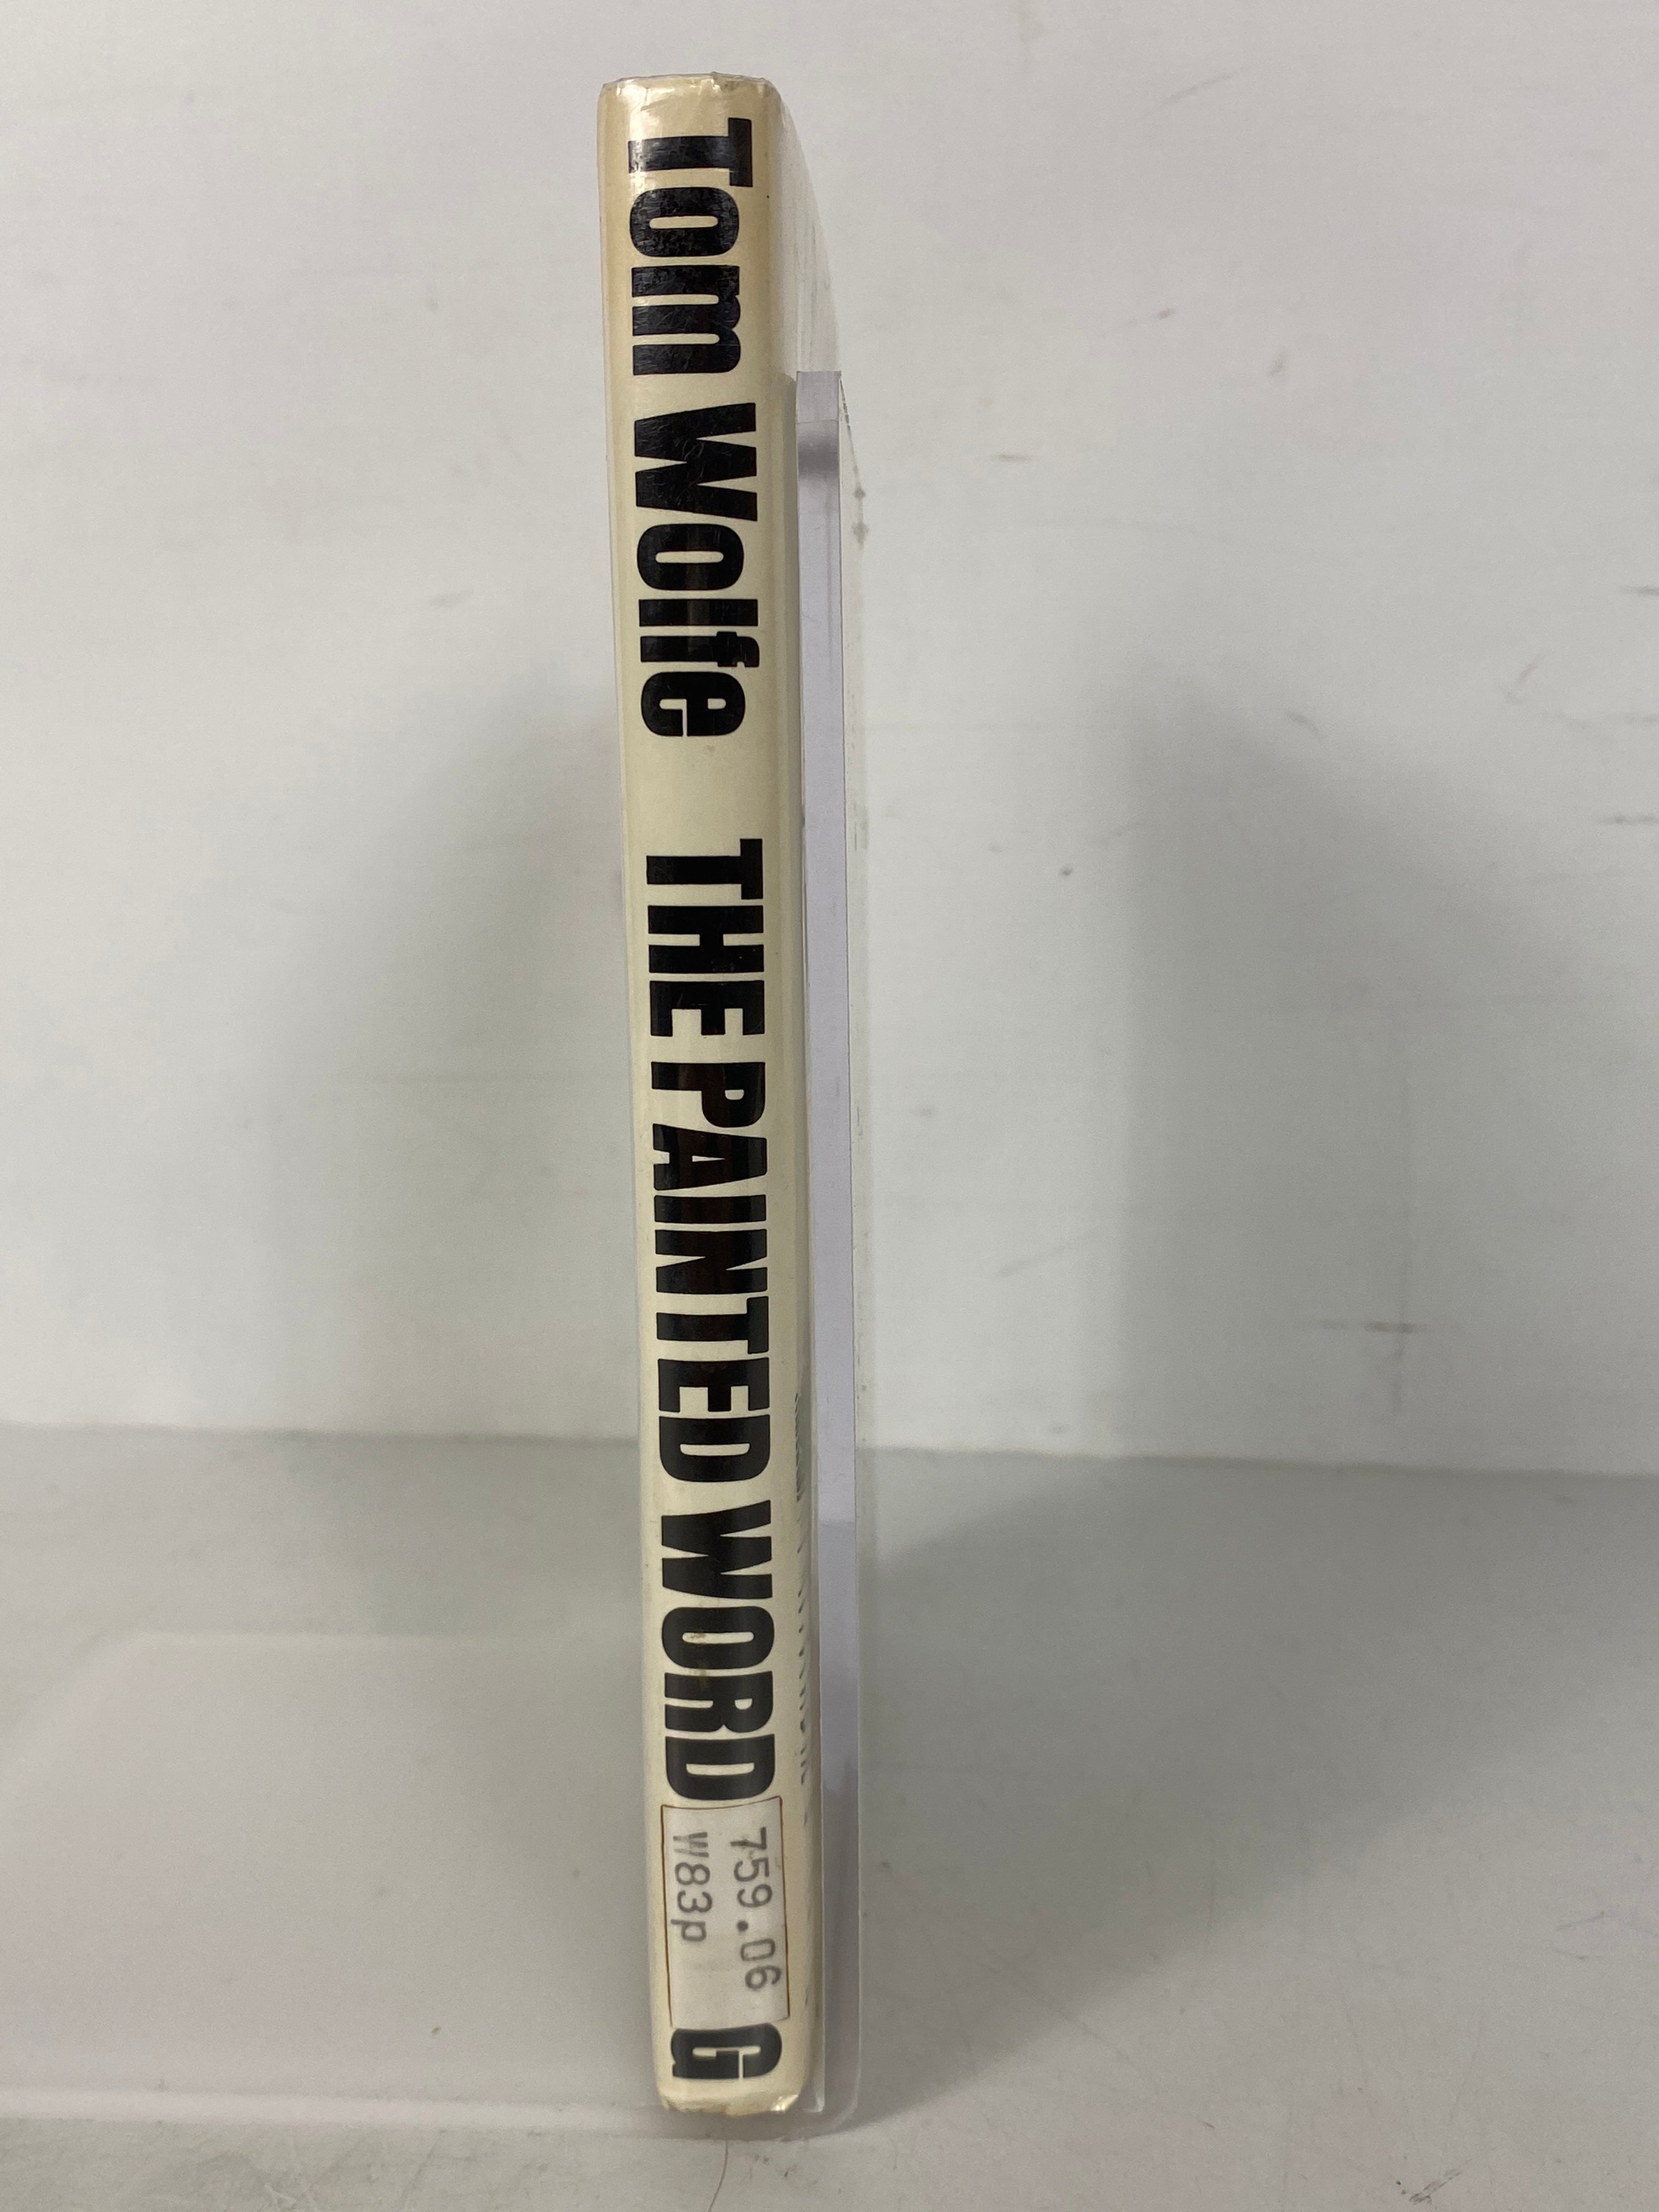 Tom Wolfe THE PAINTED WORD
759.06
W83p
G